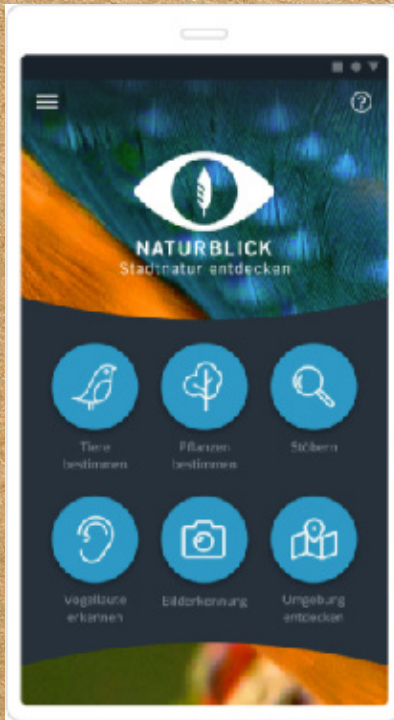 NATURBLICK
Stadtnatur entdecken
Tiere
bestimmen
Pflanzen
bestimmen
Stöbern
Vogellaute
erkennen
Bilderkennung
Umgebung
entdecken